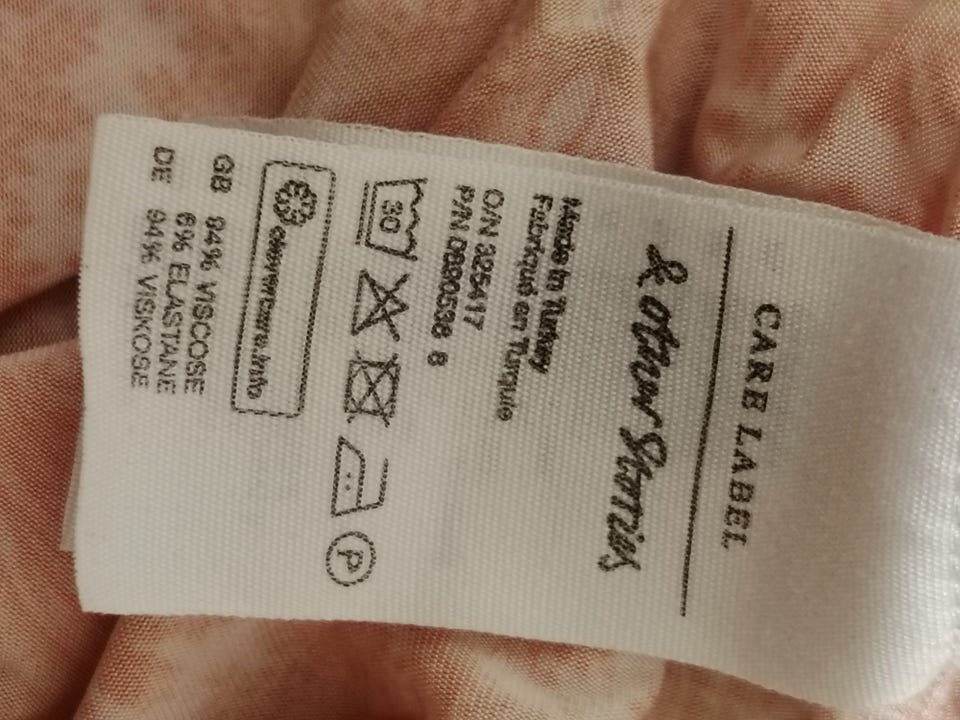 CARE LABEL
& other Stories
Made in Turkey
Fabriqué en Turquie
O/N 325417
P/N 0690536 8
30
P
clevercare.info
GB 94% VISCOSE
6% ELASTANE
DE 94% VISKOSE